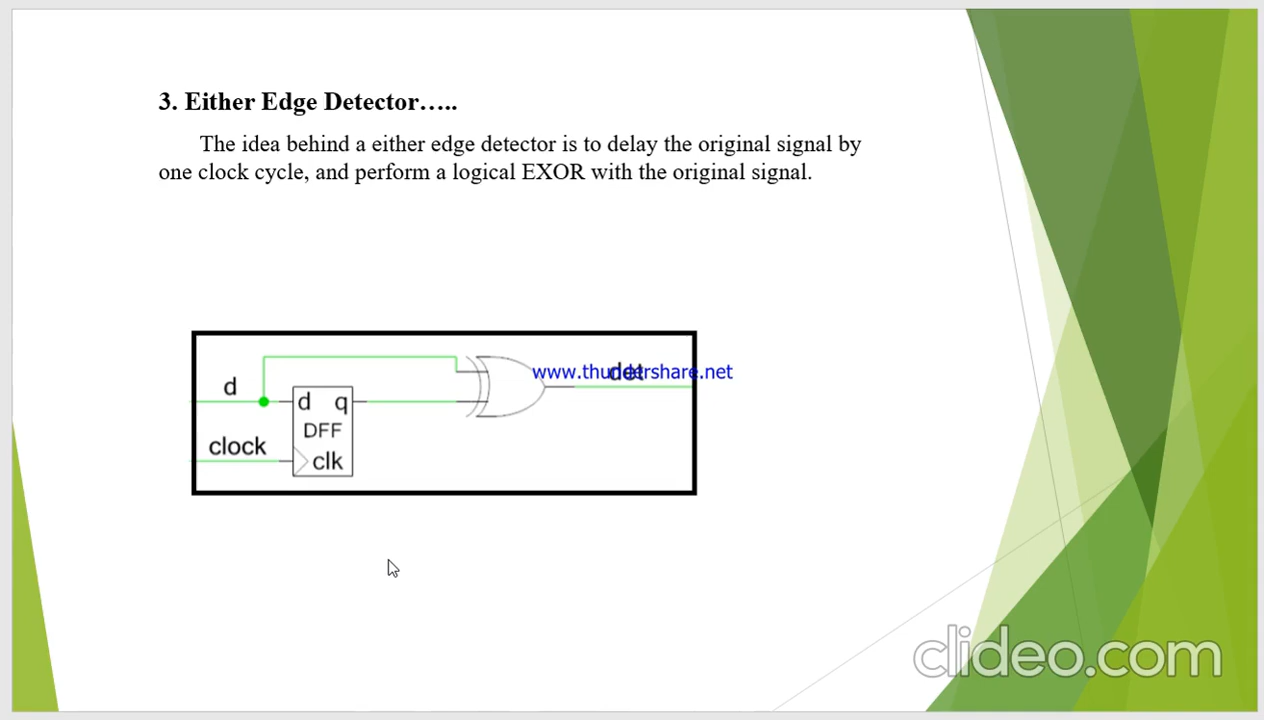 3. Either Edge Detector…..
The idea behind a either edge detector is to delay the original signal by
one clock cycle, and perform a logical EXOR with the original signal.
www.thundershare.net
det
d
d q
DFF
clock
clk
clideo.com